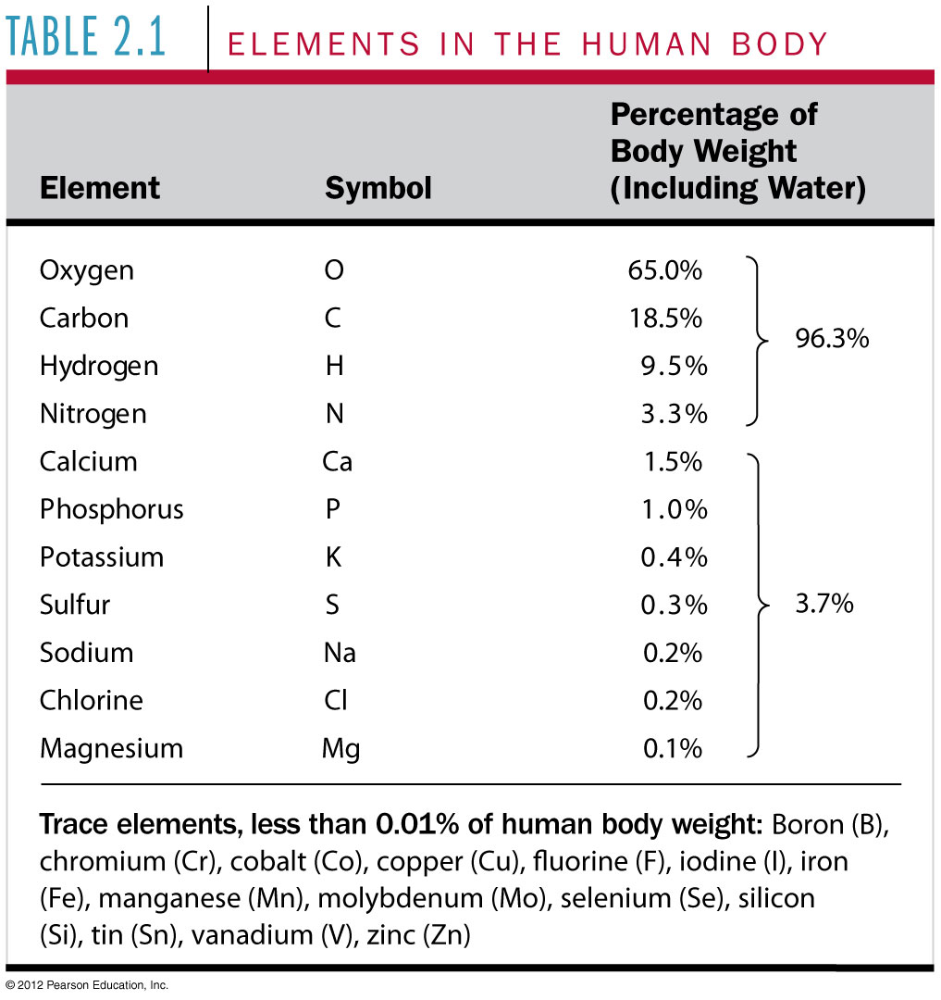 TABLE 2.1 ELEMENTS IN THE HUMAN BODY
Percentage of
Body Weight
Element Symbol (Including Water)
Oxygen O 65.0%
Carbon C 18.5%
96.3%
Hydrogen H 9.5%
Nitrogen N 3.3%
Calcium Ca 1.5%
Phosphorus P 1.0%
Potassium K 0.4%
Sulfur S 0.3% 3.7%
Sodium Na 0.2%
Chlorine Cl 0.2%
Magnesium Mg 0.1%
Trace elements, less than 0.01% of human body weight: Boron (B),
chromium (Cr), cobalt (Co), copper (Cu), fluorine (F), iodine (I), iron
(Fe), manganese (Mn), molybdenum (Mo), selenium (Se), silicon
(Si), tin (Sn), vanadium (V), zinc (Zn)
© 2012 Pearson Education, Inc.